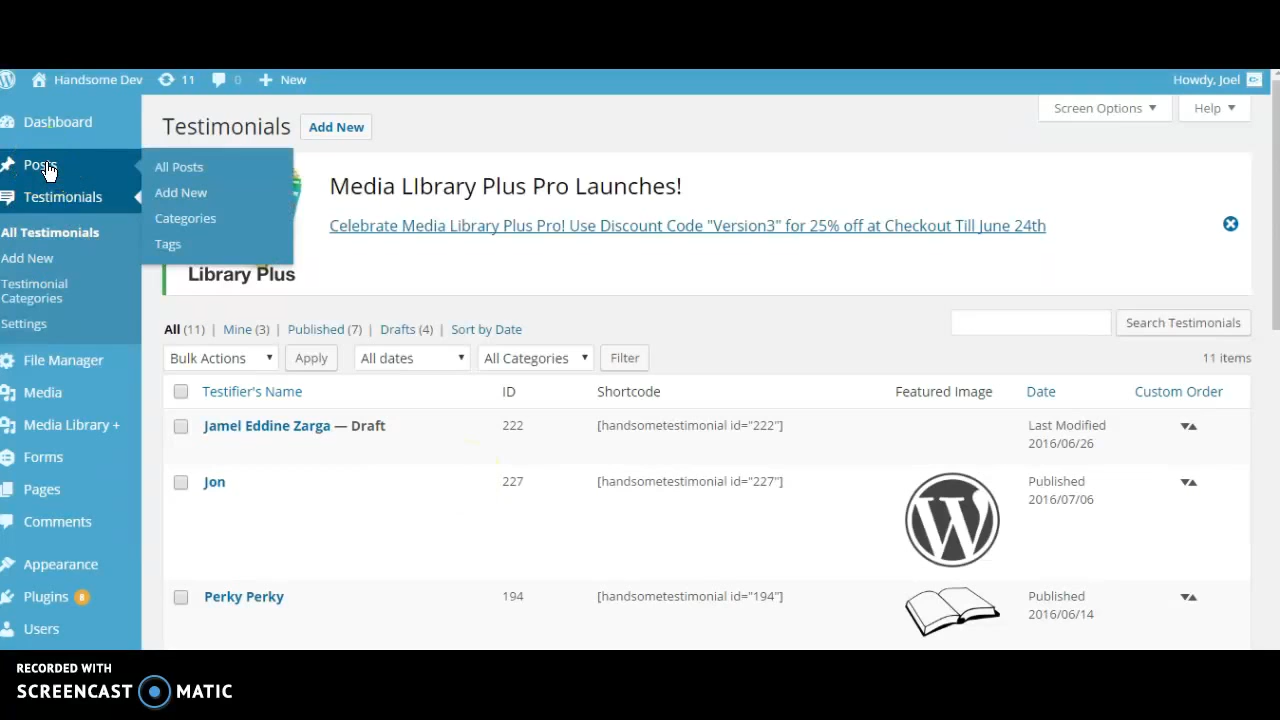 Handsome Dev 11 0 New Howdy, Joel
Screen Options Help
Dashboard
Posts
Testimonials
All Testimonials
Add New
Testimonial
Categories
Settings
File Manager
Media
Media Library +
Forms
Pages
Comments
Appearance
Plugins 8
Users
All Posts
Add New
Categories
Tags
Testimonials Add New
Media LIbrary Plus Pro Launches!
Celebrate Media Library Plus Pro! Use Discount Code "Version3" for 25% off at Checkout Till June 24th
Library Plus
All (11) | Mine (3) | Published (7) | Drafts (4) | Sort by Date
Search Testimonials
Bulk Actions Apply All dates All Categories Filter 11 items
Testifier's Name ID Shortcode Featured Image Date Custom Order
Jamel Eddine Zarga — Draft 222 [handsometestimonial id="222"] Last Modified
2016/06/26
Jon 227 [handsometestimonial id="227"] Published
2016/07/06
Perky Perky 194 [handsometestimonial id="194"] Published
2016/06/14
RECORDED WITH
SCREENCAST MATIC